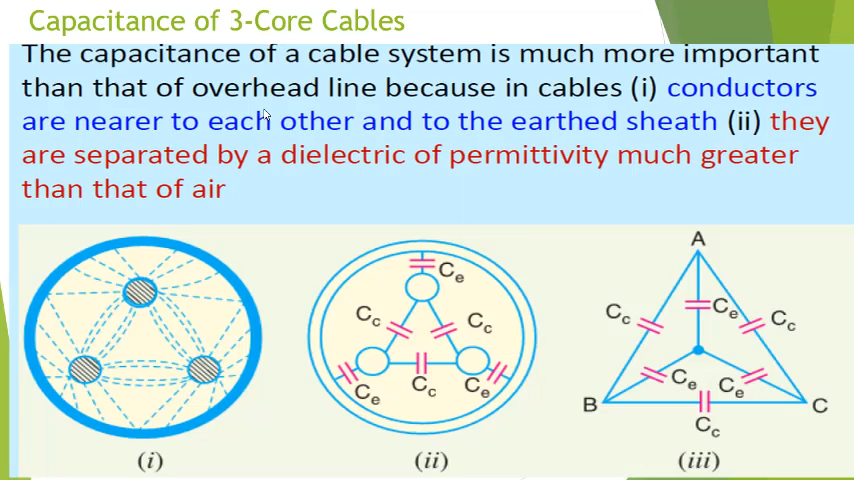 Capacitance of 3-Core Cables
The capacitance of a cable system is much more important
than that of overhead line because in cables (i) conductors
are nearer to each other and to the earthed sheath (ii) they
are separated by a dielectric of permittivity much greater
than that of air
(i)
Ce
Cc
Cc
Ce
Cc
Ce
(ii)
A
Cc
Ce
Cc
Ce
Ce
B
C
Cc
(iii)